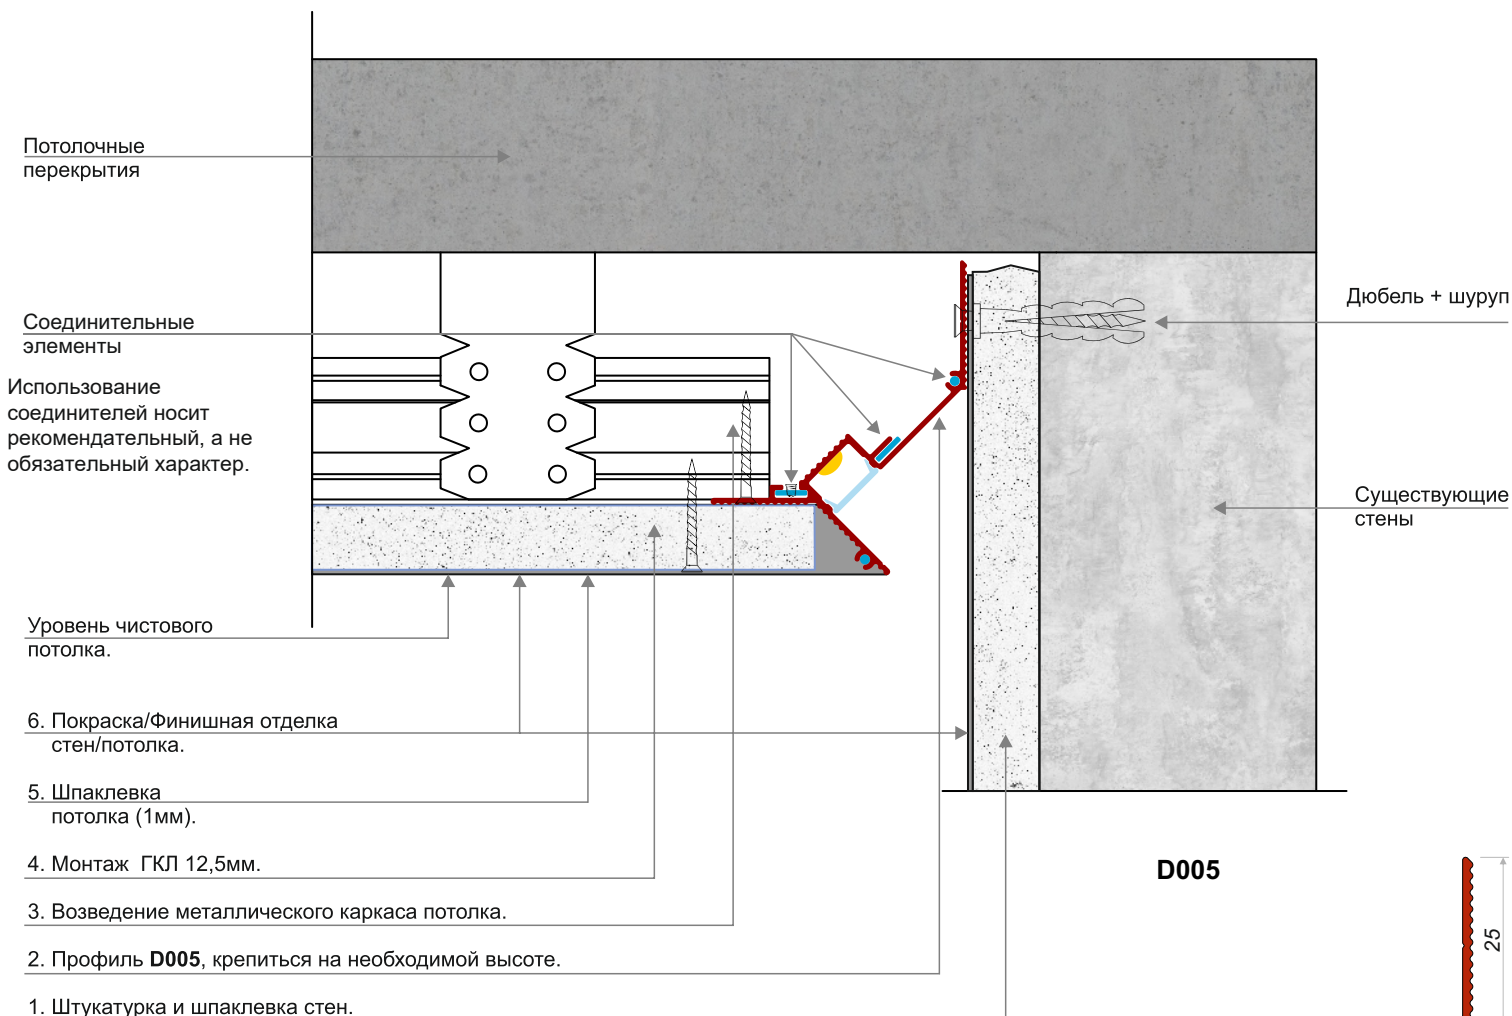 Потолочные
перекрытия
Соединительные
элементы
Использование
соединителей носит
рекомендательный, а не
обязательный характер.
Дюбель + шуруп
Существующие
стены
Уровень чистового
потолка.
6. Покраска/Финишная отделка
стен/потолка.
5. Шпаклевка
потолка (1мм).
4. Монтаж ГКЛ 12,5мм.
3. Возведение металлического каркаса потолка.
2. Профиль D005, крепиться на необходимой высоте.
1. Штукатурка и шпаклевка стен.
D005
25